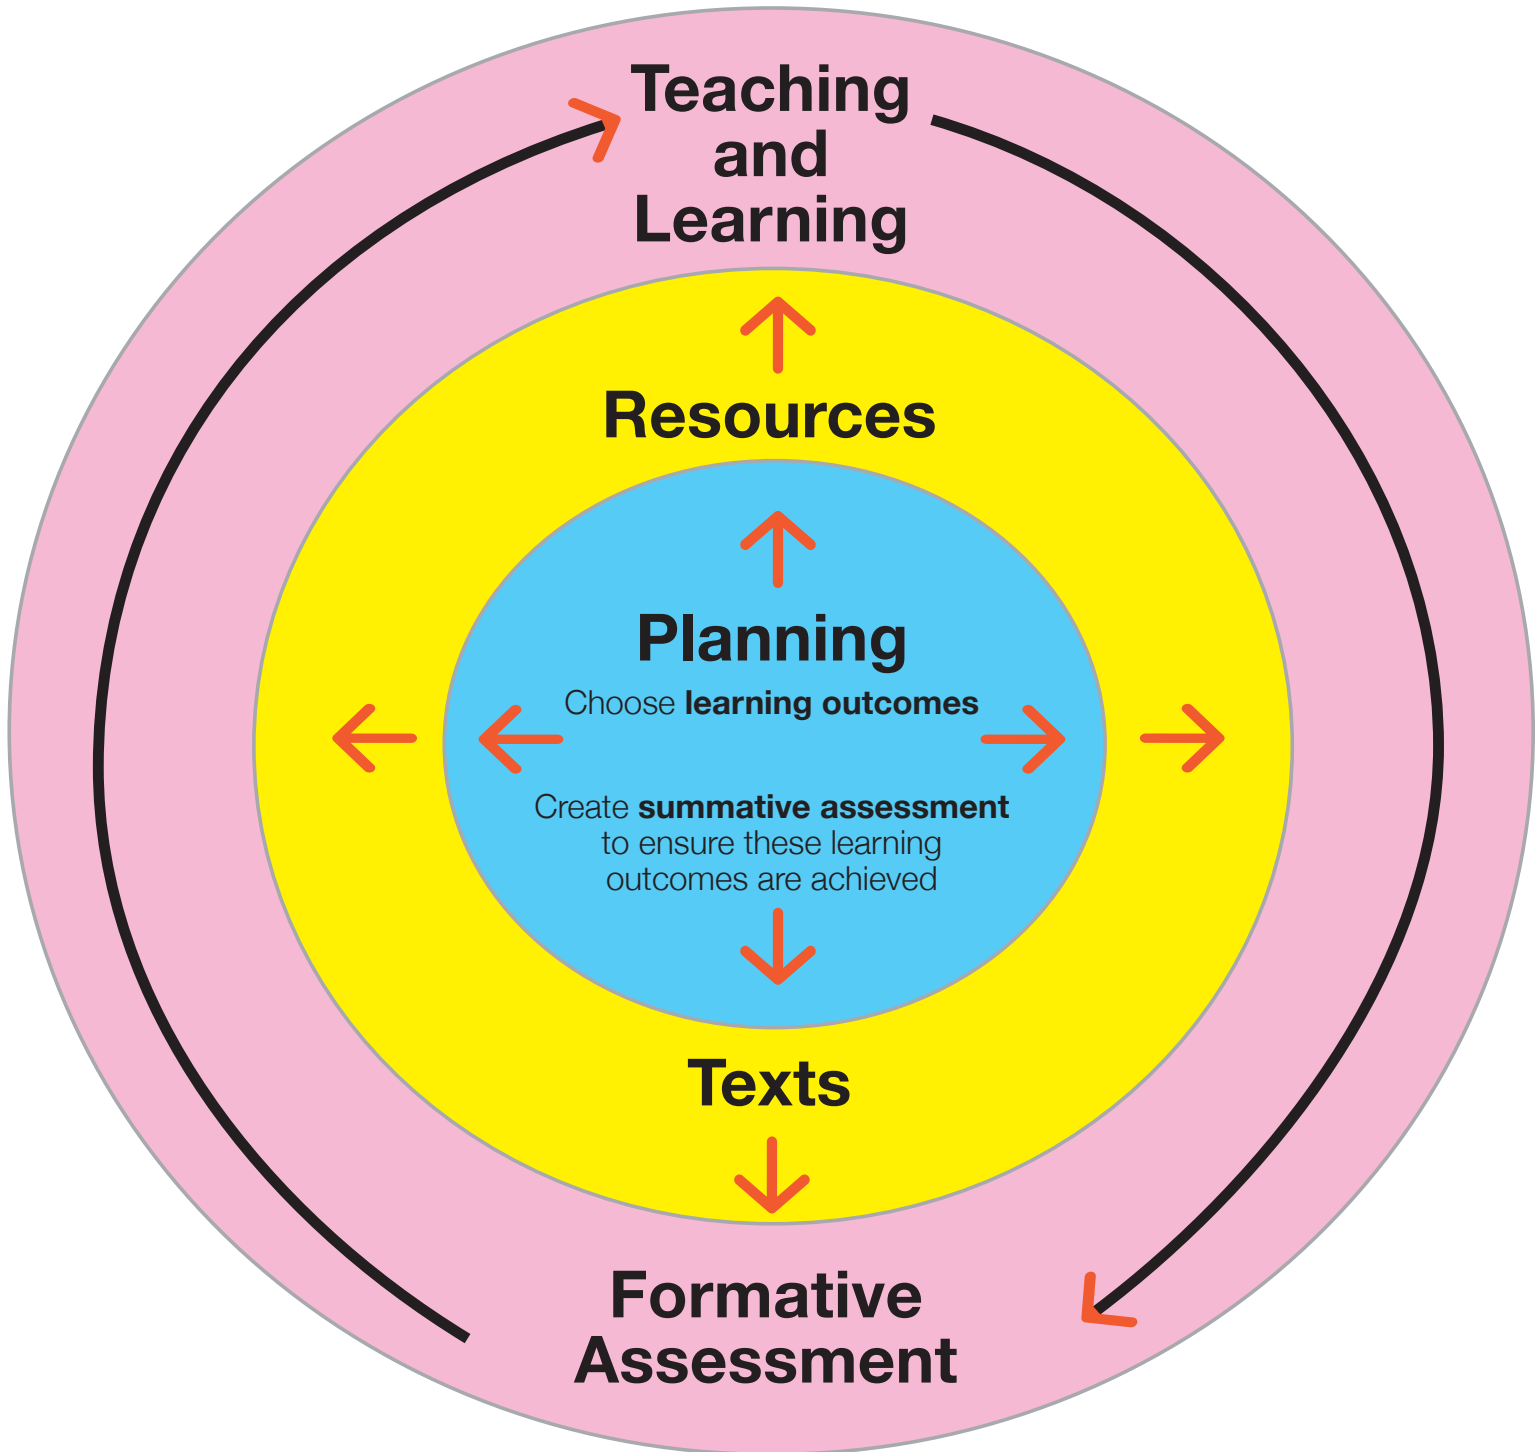 Teaching
and
Learning
Resources
Planning
Choose learning outcomes
Create summative assessment
to ensure these learning
outcomes are achieved
Texts
Formative
Assessment